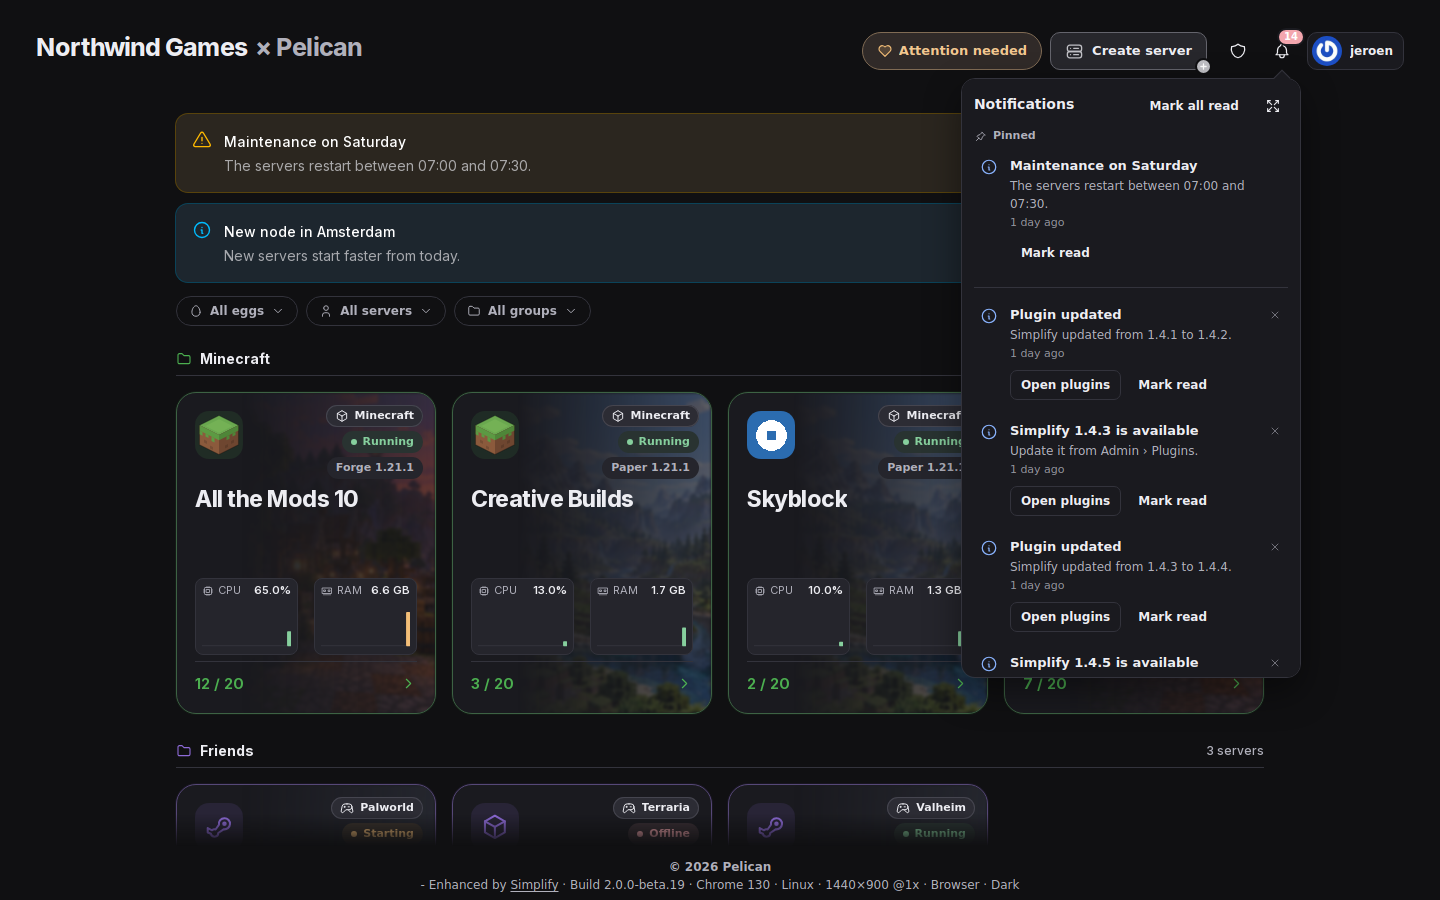 Northwind Games × Pelican
Attention needed
Create server
14
jeroen
Maintenance on Saturday
The servers restart between 07:00 and 07:30.
New node in Amsterdam
New servers start faster from today.
Notifications
Mark all read
Pinned
Maintenance on Saturday
The servers restart between 07:00 and
07:30.
1 day ago
Mark read
Plugin updated
Simplify updated from 1.4.1 to 1.4.2.
1 day ago
Open plugins
Mark read
Simplify 1.4.3 is available
Update it from Admin › Plugins.
1 day ago
Open plugins
Mark read
Plugin updated
Simplify updated from 1.4.3 to 1.4.4.
1 day ago
Open plugins
Mark read
Simplify 1.4.5 is available
All eggs
All servers
All groups
Minecraft
Minecraft
Running
Forge 1.21.1
All the Mods 10
CPU 65.0%
RAM 6.6 GB
12 / 20
Minecraft
Running
Paper 1.21.1
Creative Builds
CPU 13.0%
RAM 1.7 GB
3 / 20
Minecraft
Running
Paper 1.21.1
Skyblock
CPU 10.0%
RAM 1.3 GB
2 / 20
7 / 20
Friends
3 servers
Palworld
Starting
Terraria
Offline
Valheim
Running
© 2026 Pelican
- Enhanced by Simplify · Build 2.0.0-beta.19 · Chrome 130 · Linux · 1440×900 @1x · Browser · Dark